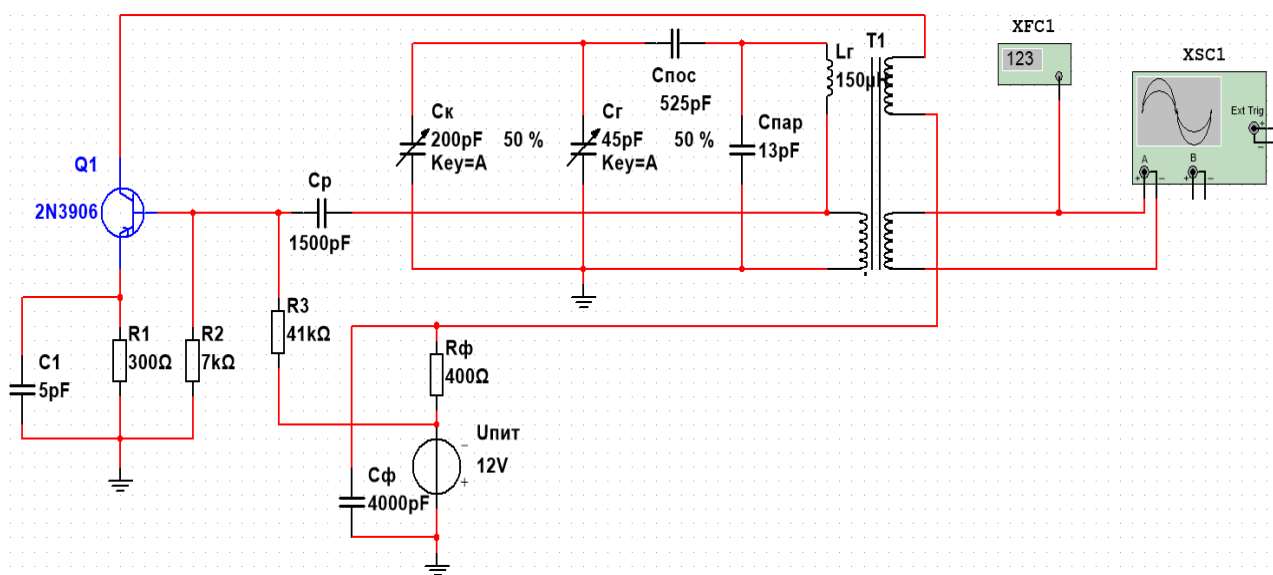 XFC1
123
XSC1
Ext Trig
+
−
A
B
+
−
+
−
T1
Lг
150µH
Cпос
525pF
Cк
200pF
50 %
Key=A
Cг
45pF
50 %
Key=A
Cпар
13pF
Q1
2N3906
Cр
1500pF
R3
41kΩ
R1
300Ω
R2
7kΩ
C1
5pF
Rф
400Ω
Uпит
−
12V
+
Cф
4000pF